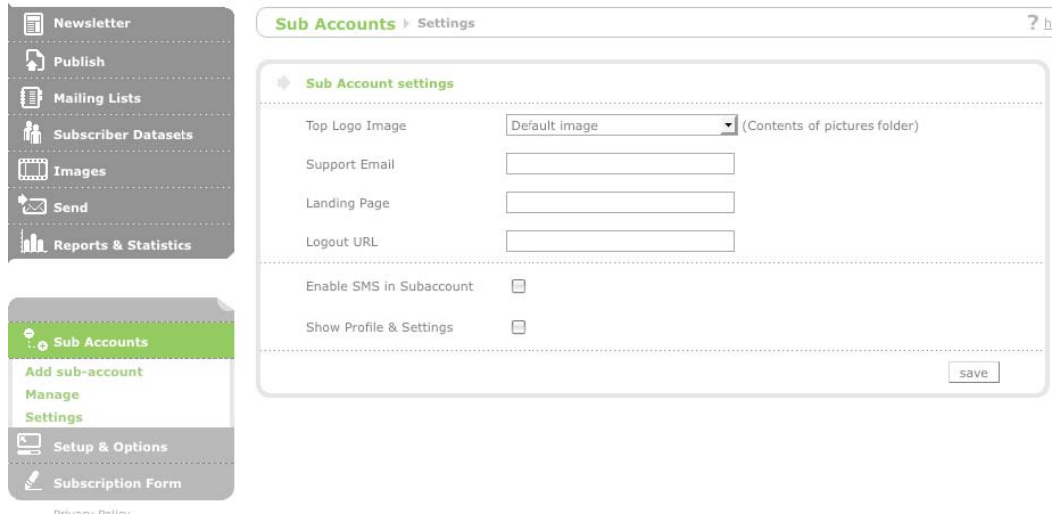 Newsletter
Publish
Mailing Lists
Subscriber Datasets
Images
Send
Reports & Statistics
Sub Accounts
Add sub-account
Manage
Settings
Setup & Options
Subscription Form
Privacy Policy
Sub Accounts Settings
? h
Sub Account settings
Top Logo Image Default image (Contents of pictures folder)
Support Email
Landing Page
Logout URL
Enable SMS in Subaccount
Show Profile & Settings
save